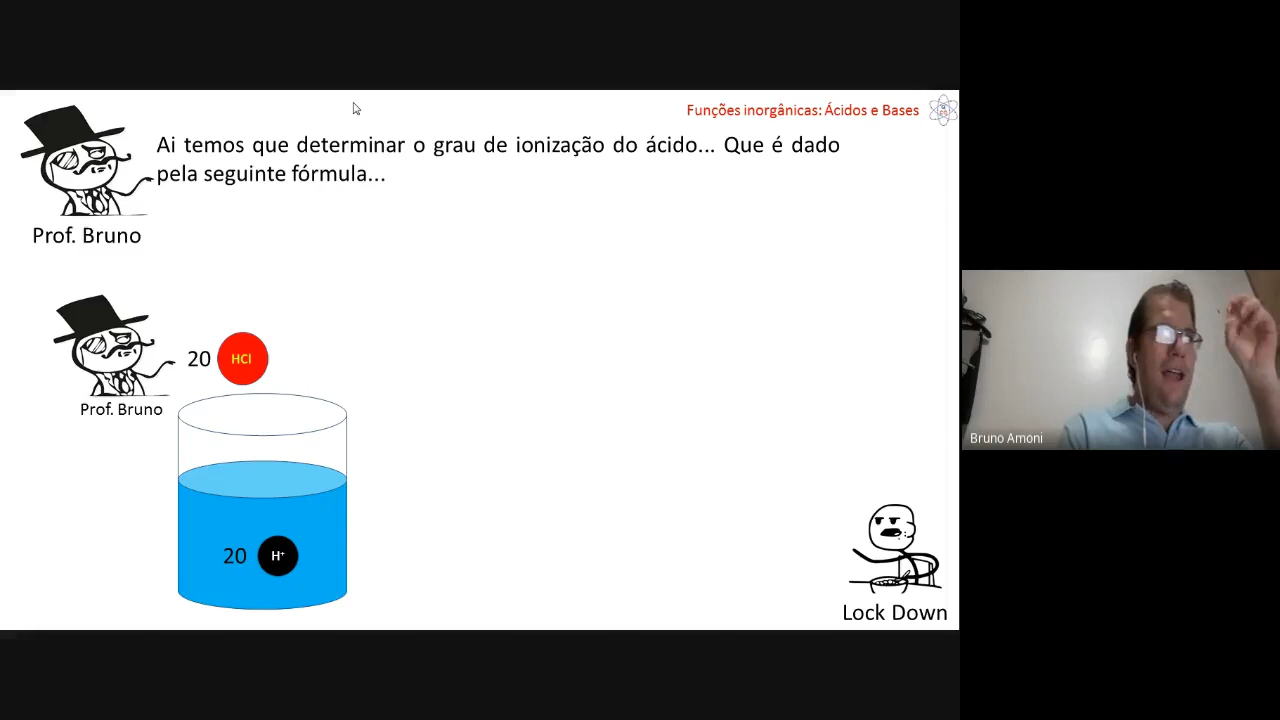 Funções inorgânicas: Ácidos e Bases
Ai temos que determinar o grau de ionização do ácido... Que é dado
pela seguinte fórmula...
Prof. Bruno
20 HCl
Prof. Bruno
20 H⁺
Bruno Amoni
Lock Down